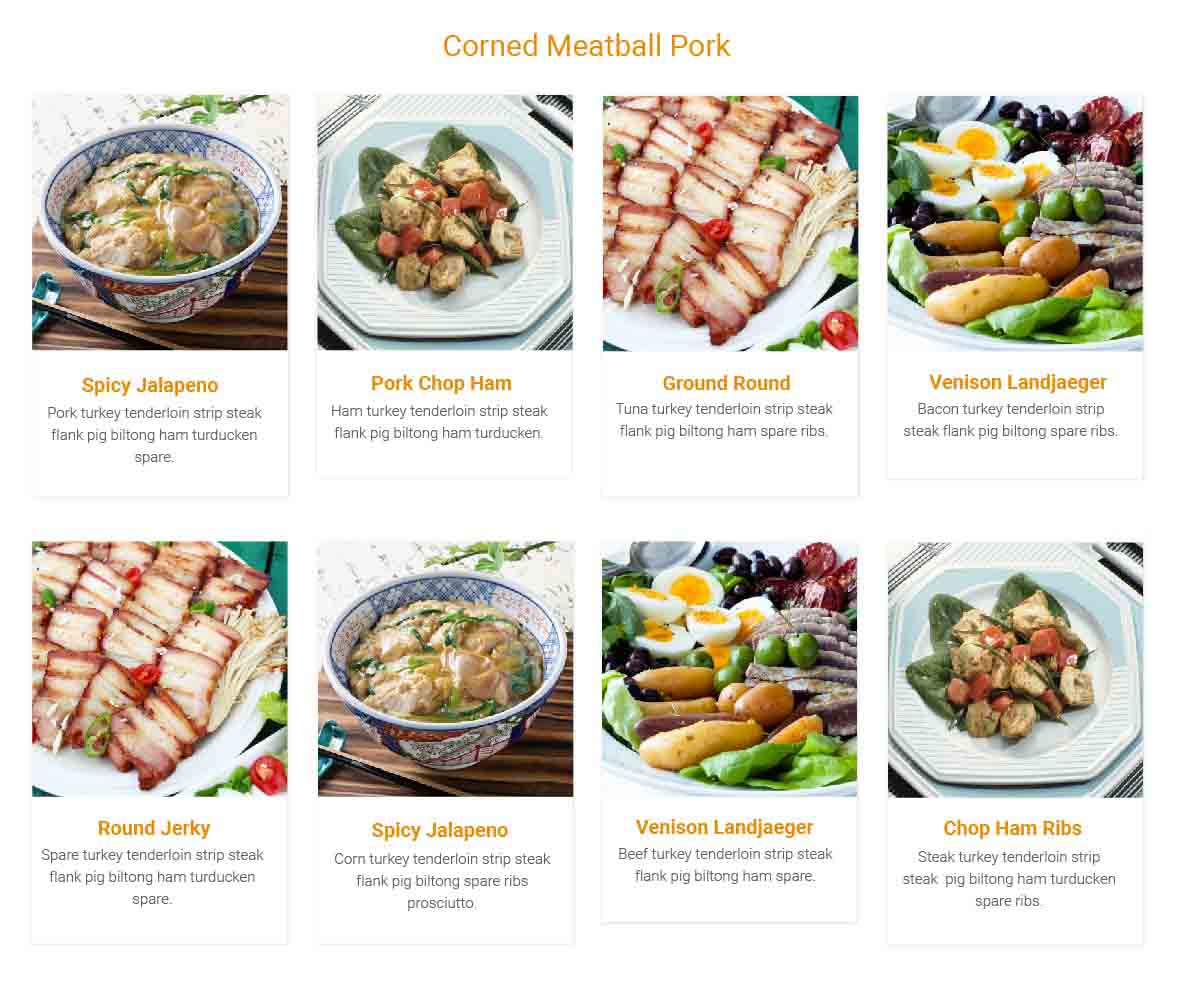 Corned Meatball Pork
Spicy Jalapeno
Pork turkey tenderloin strip steak
flank pig biltong ham turducken
spare.
Pork Chop Ham
Ham turkey tenderloin strip steak
flank pig biltong ham turducken.
Ground Round
Tuna turkey tenderloin strip steak
flank pig biltong ham spare ribs.
Venison Landjaeger
Bacon turkey tenderloin strip
steak flank pig biltong spare ribs.
Round Jerky
Spare turkey tenderloin strip steak
flank pig biltong ham turducken
spare.
Spicy Jalapeno
Corn turkey tenderloin strip steak
flank pig biltong spare ribs
prosciutto.
Venison Landjaeger
Beef turkey tenderloin strip steak
flank pig biltong ham spare.
Chop Ham Ribs
Steak turkey tenderloin strip
steak pig biltong ham turducken
spare ribs.